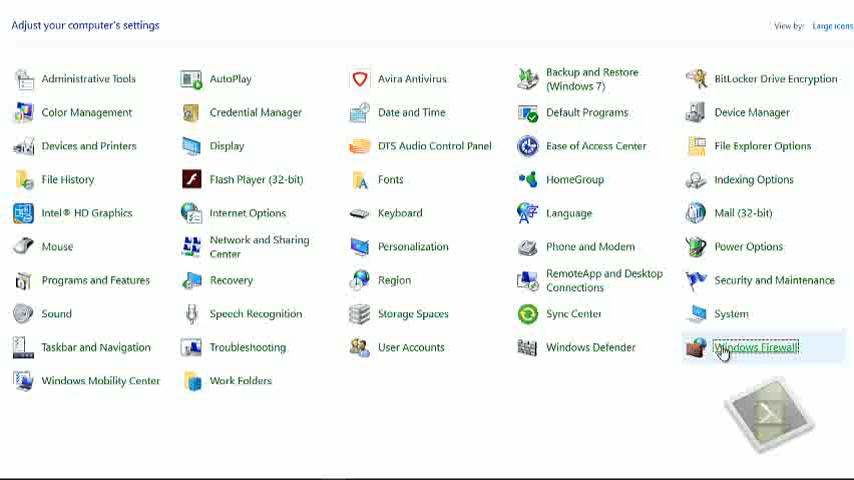 Adjust your computer's settings
View by: Large icons
Administrative Tools
AutoPlay
Avira Antivirus
Backup and Restore
(Windows 7)
BitLocker Drive Encryption
Color Management
Credential Manager
Date and Time
Default Programs
Device Manager
Devices and Printers
Display
DTS Audio Control Panel
Ease of Access Center
File Explorer Options
File History
Flash Player (32-bit)
Fonts
HomeGroup
Indexing Options
Intel® HD Graphics
Internet Options
Keyboard
Language
Mail (32-bit)
Mouse
Network and Sharing
Center
Personalization
Phone and Modem
Power Options
Programs and Features
Recovery
Region
RemoteApp and Desktop
Connections
Security and Maintenance
Sound
Speech Recognition
Storage Spaces
Sync Center
System
Taskbar and Navigation
Troubleshooting
User Accounts
Windows Defender
Windows Firewall
Windows Mobility Center
Work Folders